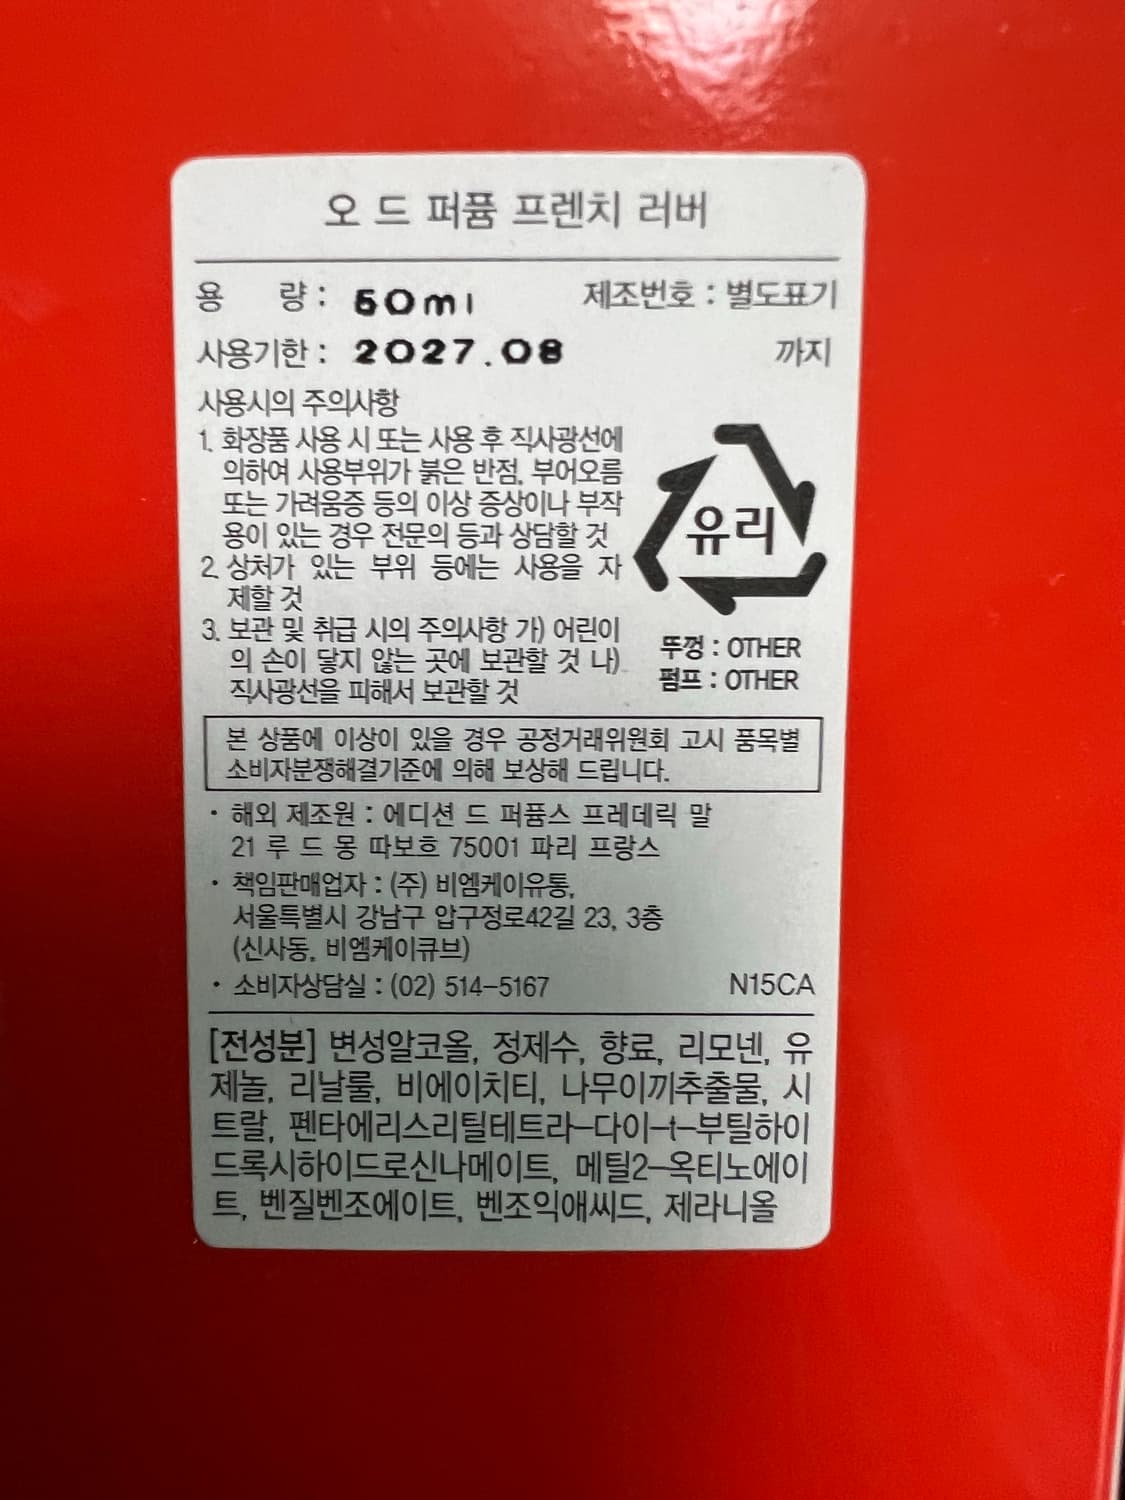 오 드 퍼퓸 프렌치 러버
용 량 : 50ml 제조번호 : 별도표기
사용기한 : 2027.08 까지
사용시의 주의사항
1. 화장품 사용 시 또는 사용 후 직사광선에
의하여 사용부위가 붉은 반점, 부어오름
또는 가려움증 등의 이상 증상이나 부작
용이 있는 경우 전문의 등과 상담할 것
2. 상처가 있는 부위 등에는 사용을 자
제할 것
3. 보관 및 취급 시의 주의사항 가) 어린이
의 손이 닿지 않는 곳에 보관할 것 나)
직사광선을 피해서 보관할 것
유리
뚜껑 : OTHER
펌프 : OTHER
본 상품에 이상이 있을 경우 공정거래위원회 고시 품목별
소비자분쟁해결기준에 의해 보상해 드립니다.
· 해외 제조원 : 에디션 드 퍼퓸스 프레데릭 말
21 루 드 몽 따보흐 75001 파리 프랑스
· 책임판매업자 : (주) 비엠케이유통,
서울특별시 강남구 압구정로42길 23, 3층
(신사동, 비엠케이큐브)
· 소비자상담실 : (02) 514-5167 N15CA
[전성분] 변성알코올, 정제수, 향료, 리모넨, 유
제놀, 리날룰, 비에이치티, 나무이끼추출물, 시
트랄, 펜타에리스리틸테트라-다이-t-부틸하이
드록시하이드로신나메이트, 메틸2-옥티노에이
트, 벤질벤조에이트, 벤조익애씨드, 제라니올